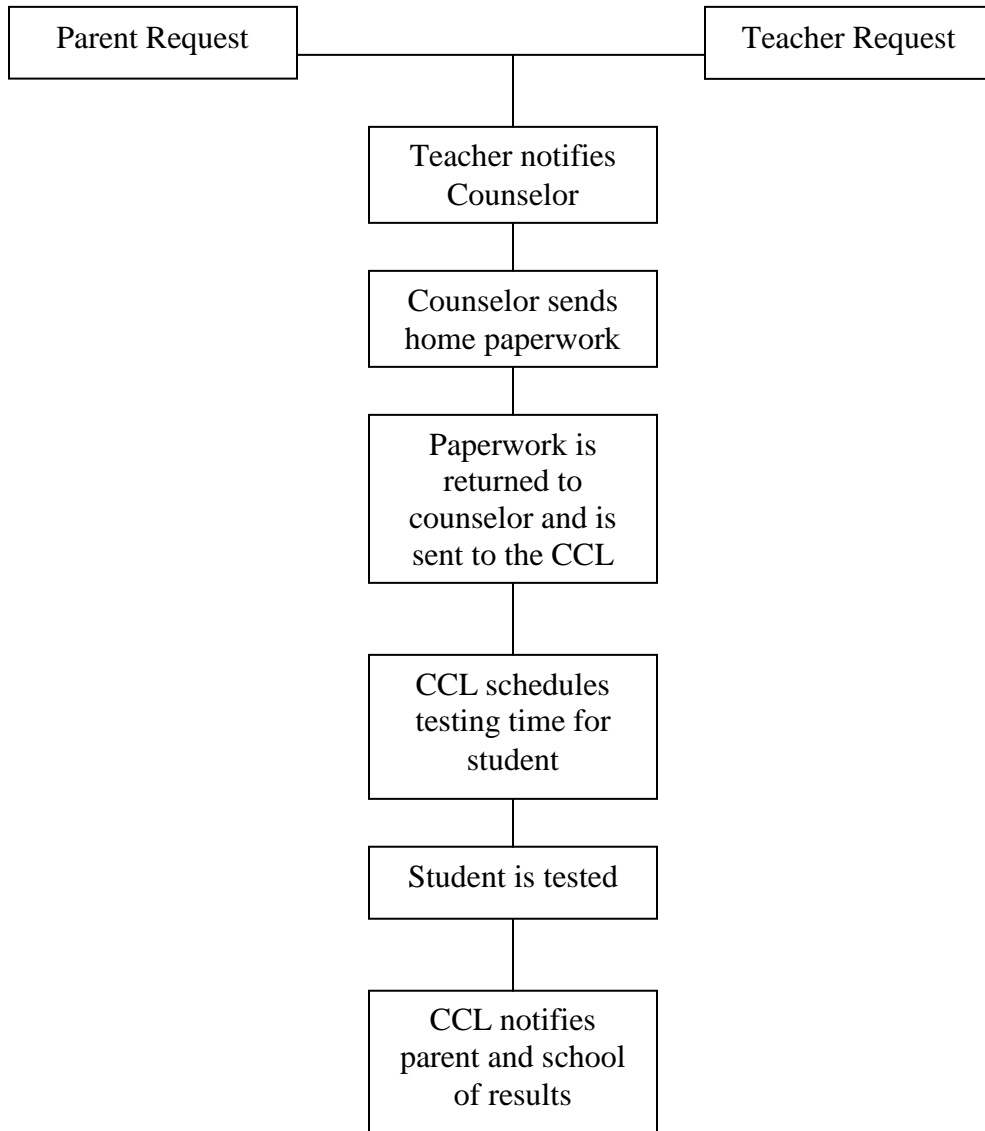 Parent Request
Teacher Request
Teacher notifies
Counselor
Counselor sends
home paperwork
Paperwork is
returned to
counselor and is
sent to the CCL
CCL schedules
testing time for
student
Student is tested
CCL notifies
parent and school
of results